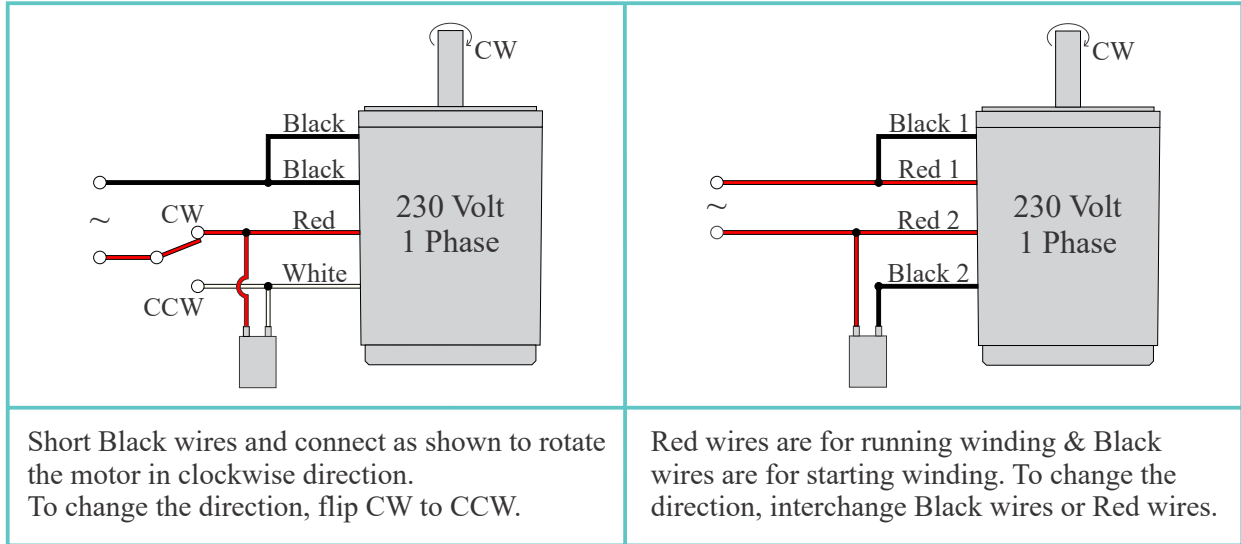 CW
Black
Black
230 Volt
1 Phase
~
CW
Red
White
CCW
Short Black wires and connect as shown to rotate
the motor in clockwise direction.
To change the direction, flip CW to CCW.
CW
Black 1
Red 1
230 Volt
1 Phase
~
Red 2
Black 2
Red wires are for running winding & Black
wires are for starting winding. To change the
direction, interchange Black wires or Red wires.